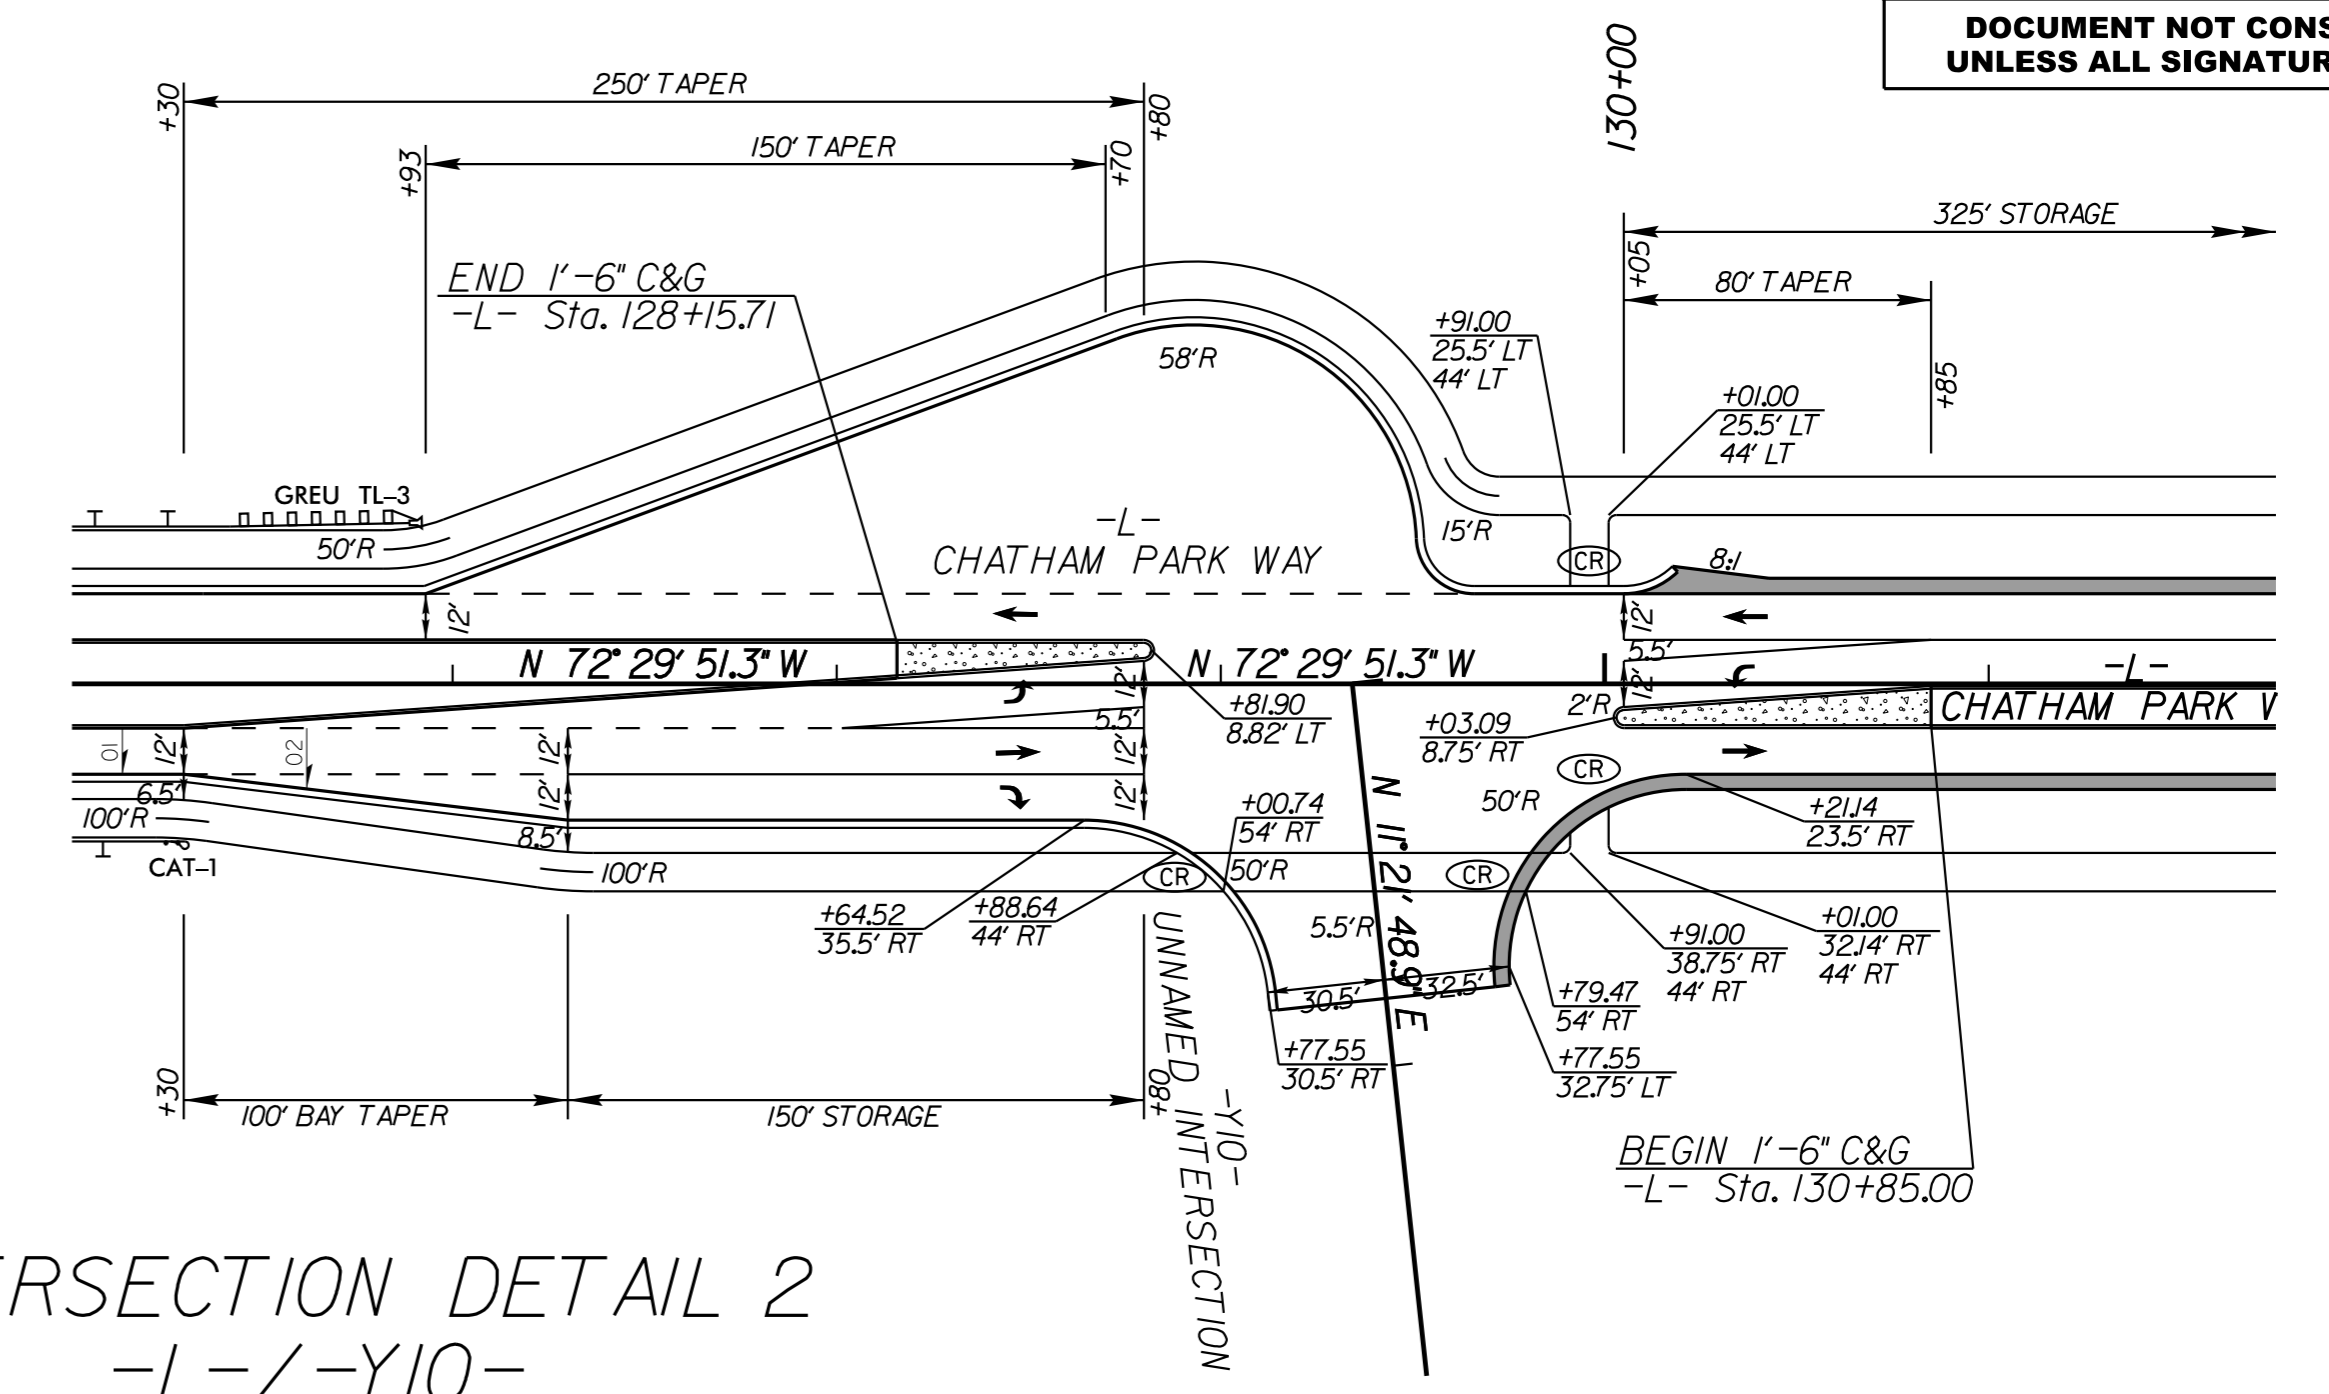 DOCUMENT NOT CONS
UNLESS ALL SIGNATUR
130+00
+30
250' TAPER
+80
+93
150' TAPER
+70
325' STORAGE
+05
80' TAPER
+85
END 1'-6" C&G
-L- Sta. 128+15.71
58'R
+91.00
25.5' LT
44' LT
+01.00
25.5' LT
44' LT
GREU TL-3
50'R
-L-
CHATHAM PARK WAY
15'R
CR
8:1
12'
12'
5.5'
N 72° 29' 51.3" W
N 72° 29' 51.3" W
-L-
12'
12'
5.5'
+81.90
8.82' LT
2'R
+03.09
8.75' RT
CHATHAM PARK W
01
12'
02
12'
12'
CR
6.5'
100'R
12'
12'
8.5'
CAT-1
100'R
+00.74
54' RT
50'R
50'R
+21.14
23.5' RT
CR
CR
+64.52
35.5' RT
+88.64
44' RT
5.5'R
N 11° 21' 48.9" E
+91.00
38.75' RT
44' RT
+01.00
32.14' RT
44' RT
30.5'
32.5'
+79.47
54' RT
+77.55
30.5' RT
+77.55
32.75' LT
+30
100' BAY TAPER
150' STORAGE
+80
UNNAMED INTERSECTION
-Y10-
BEGIN 1'-6" C&G
-L- Sta. 130+85.00
ERSECTION DETAIL 2
-L-/-Y10-